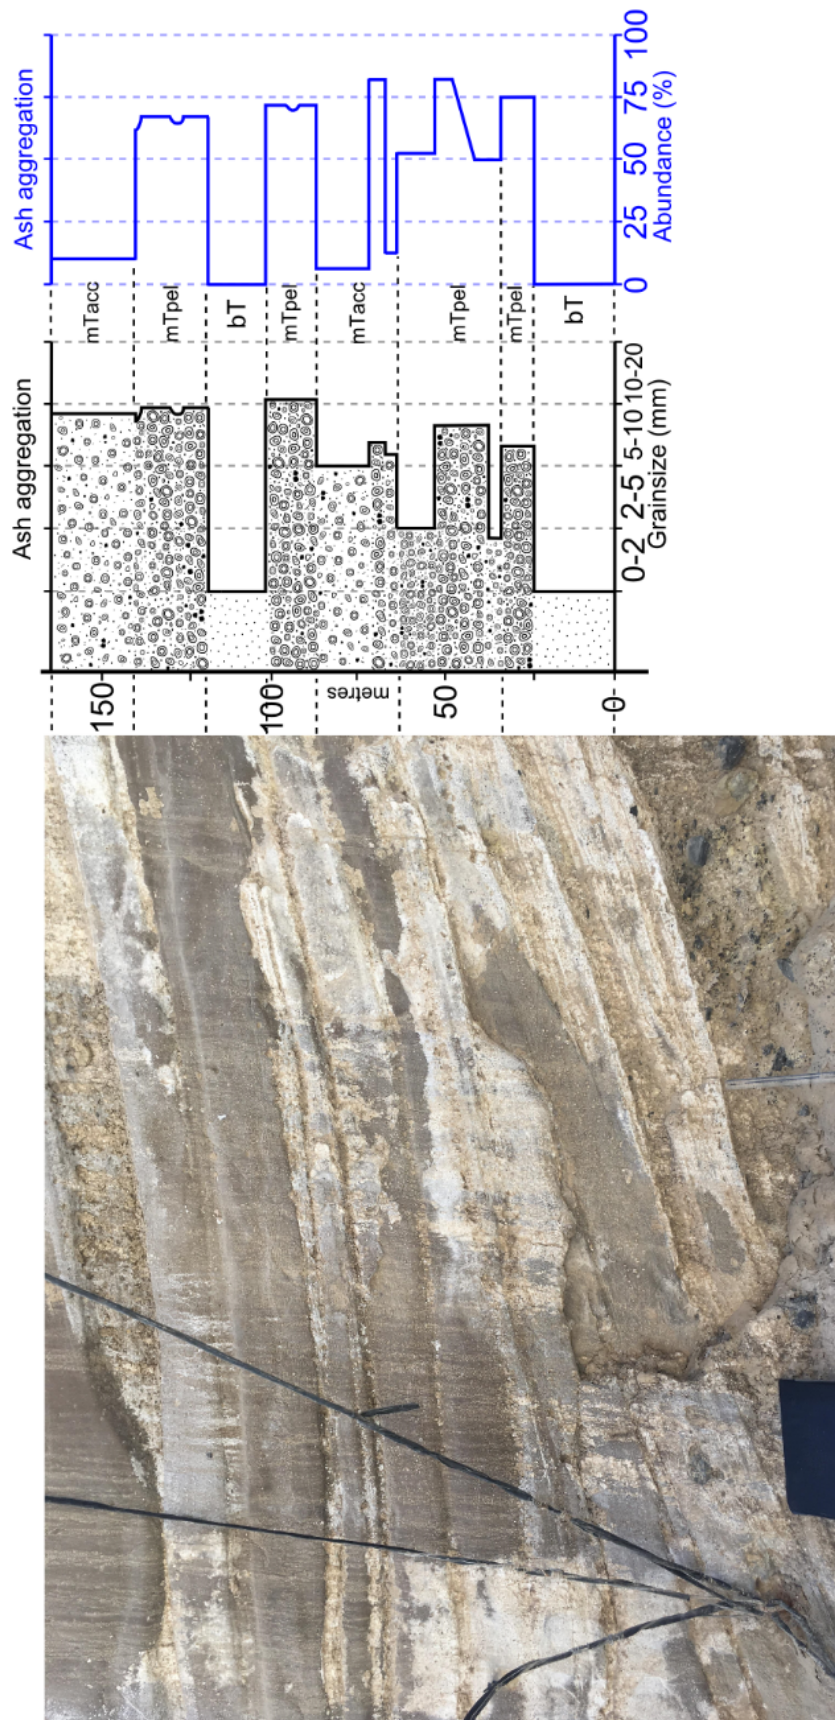 Ash aggregation
100
75
50
25
0
Abundance (%)
mTacc
mTpel
bT
mTpel
mTacc
mTpel
mTpel
bT
Ash aggregation
10-20
5-10
2-5
0-2
Grainsize (mm)
150
100
50
0
metres